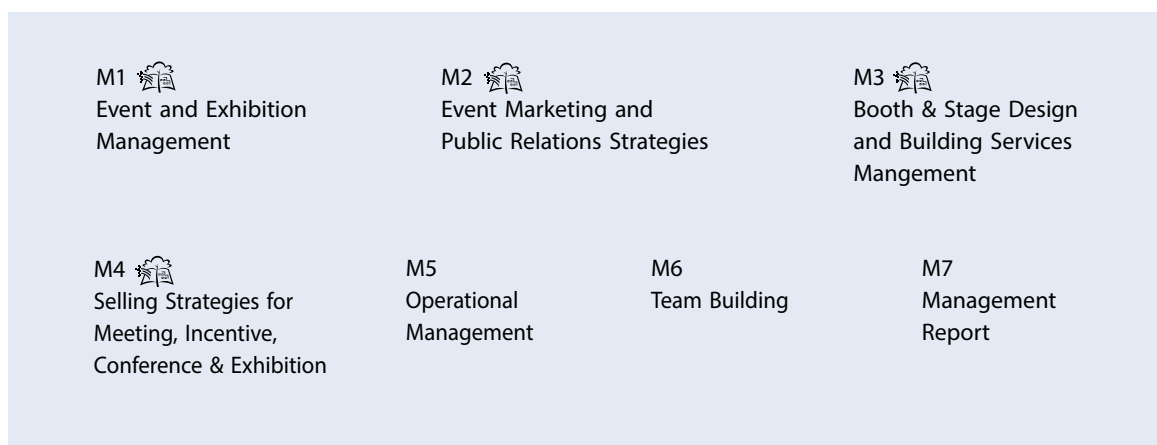 M1
Event and Exhibition
Management
M2
Event Marketing and
Public Relations Strategies
M3
Booth & Stage Design
and Building Services
Mangement
M4
Selling Strategies for
Meeting, Incentive,
Conference & Exhibition
M5
Operational
Management
M6
Team Building
M7
Management
Report